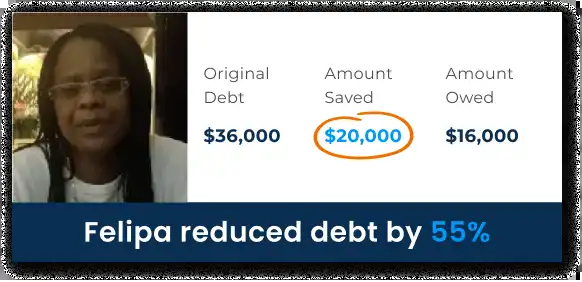 Original Debt
Amount Saved
Amount Owed
$36,000
$20,000
$16,000
Felipa reduced debt by 55%